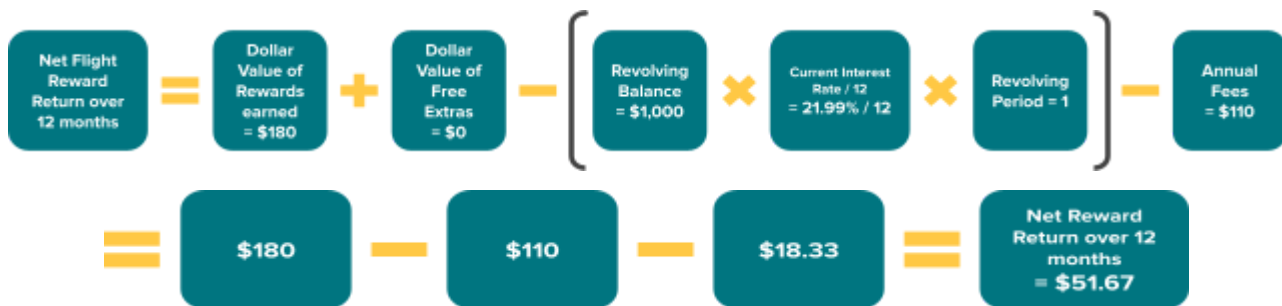 Net Flight
Reward
Return over
12 months
=
Dollar
Value of
Rewards
earned
= $180
+
Dollar
Value of
Free
Extras
= $0
−
(
Revolving
Balance
= $1,000
×
Current Interest
Rate / 12
= 21.99% / 12
×
Revolving
Period = 1
)
−
Annual
Fees
= $110
=
$180
−
$110
−
$18.33
=
Net Reward
Return over 12
months
= $51.67